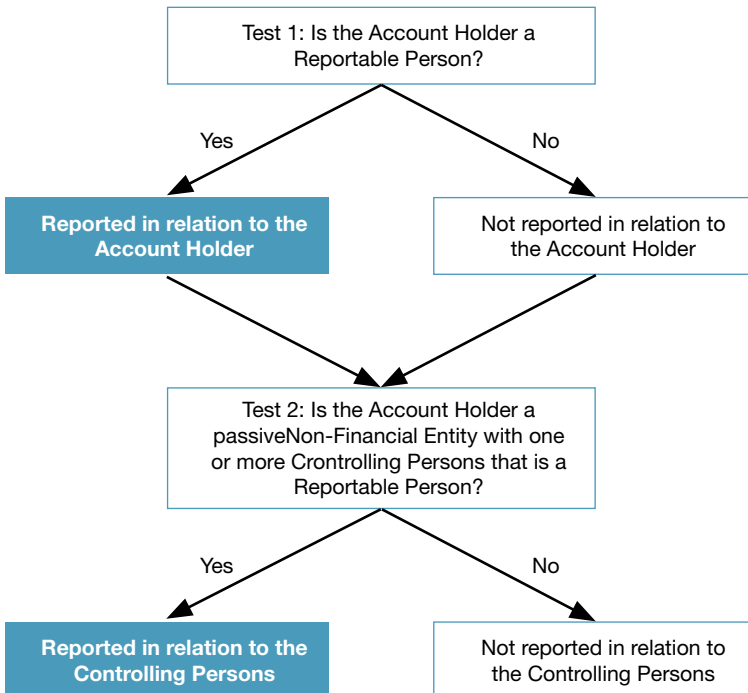 Test 1: Is the Account Holder a
Reportable Person?
Yes
No
Reported in relation to the
Account Holder
Not reported in relation to
the Account Holder
Test 2: Is the Account Holder a
passiveNon-Financial Entity with one
or more Crontrolling Persons that is a
Reportable Person?
Yes
No
Reported in relation to the
Controlling Persons
Not reported in relation to
the Controlling Persons